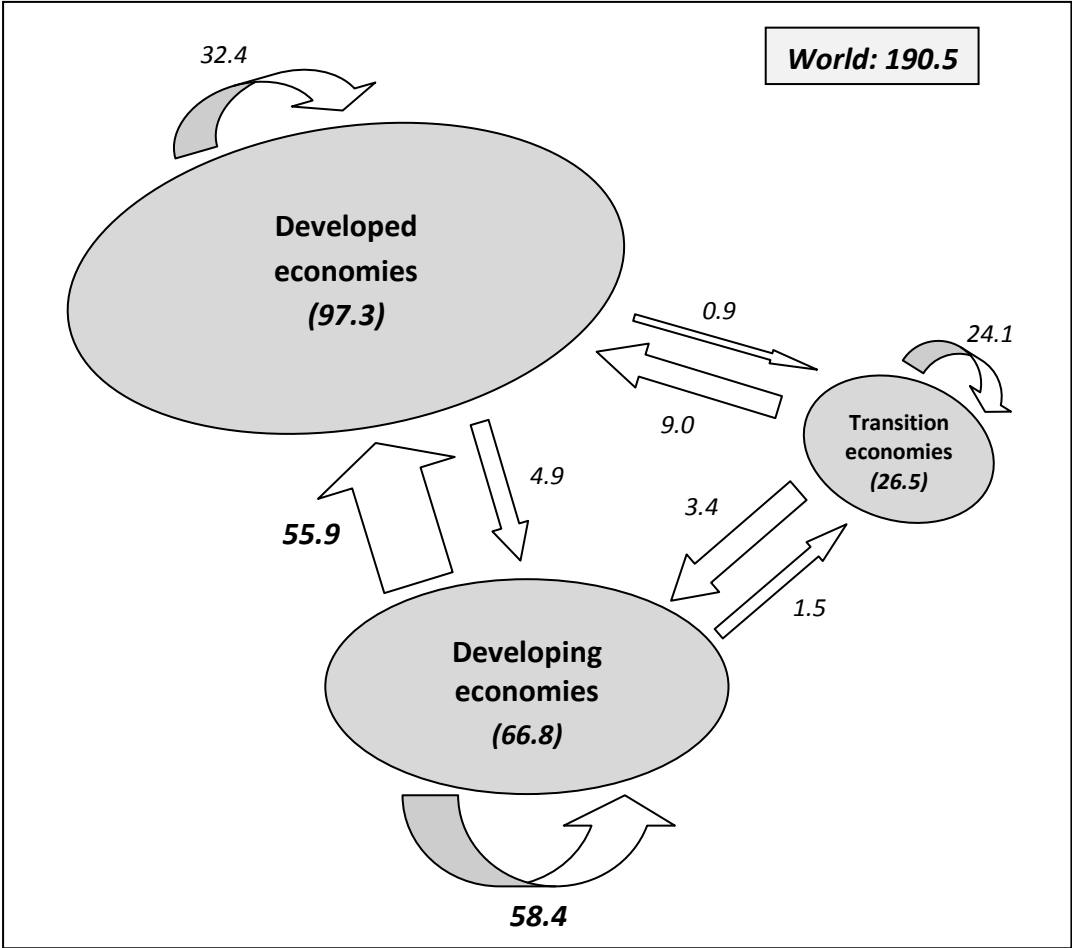 32.4
World: 190.5
Developed
economies
(97.3)
0.9
24.1
9.0
Transition
economies
(26.5)
4.9
3.4
55.9
1.5
Developing
economies
(66.8)
58.4